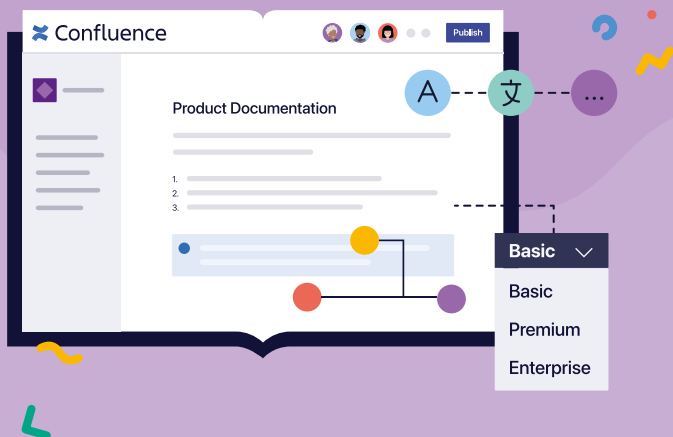 Confluence
Publish
Product Documentation
A 文 ...
1.
2.
3.
Basic
Basic
Premium
Enterprise